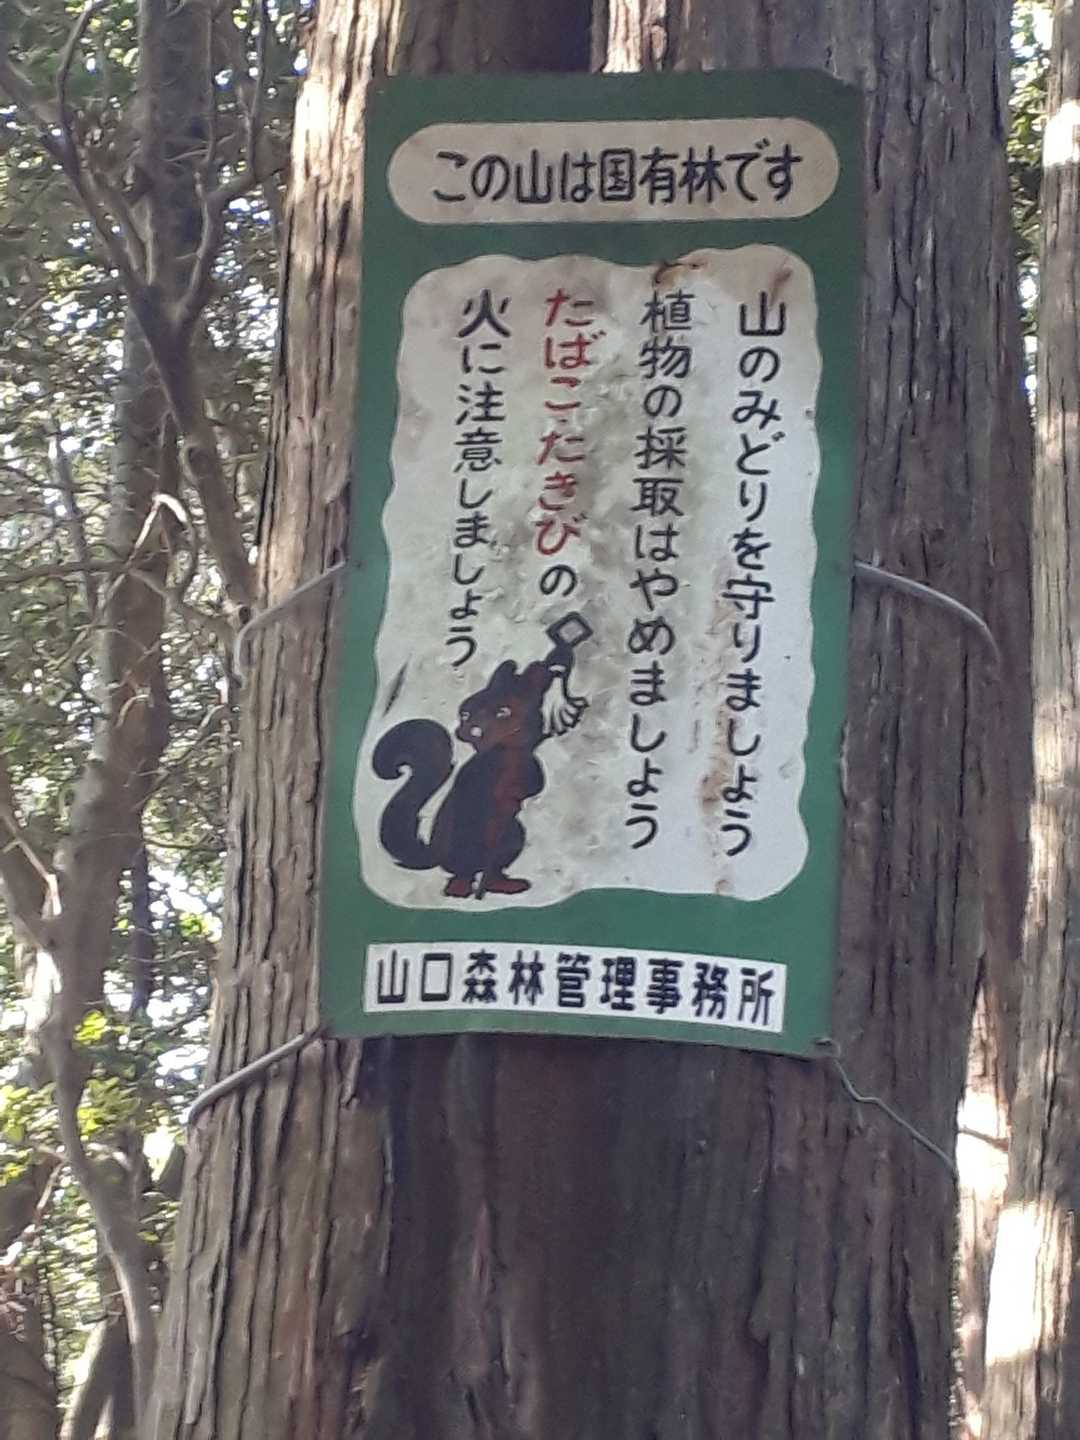 この山は国有林です
山のみどりを守りましょう
植物の採取はやめましょう
たばこ・たきびの
火に注意しましょう
山口森林管理事務所